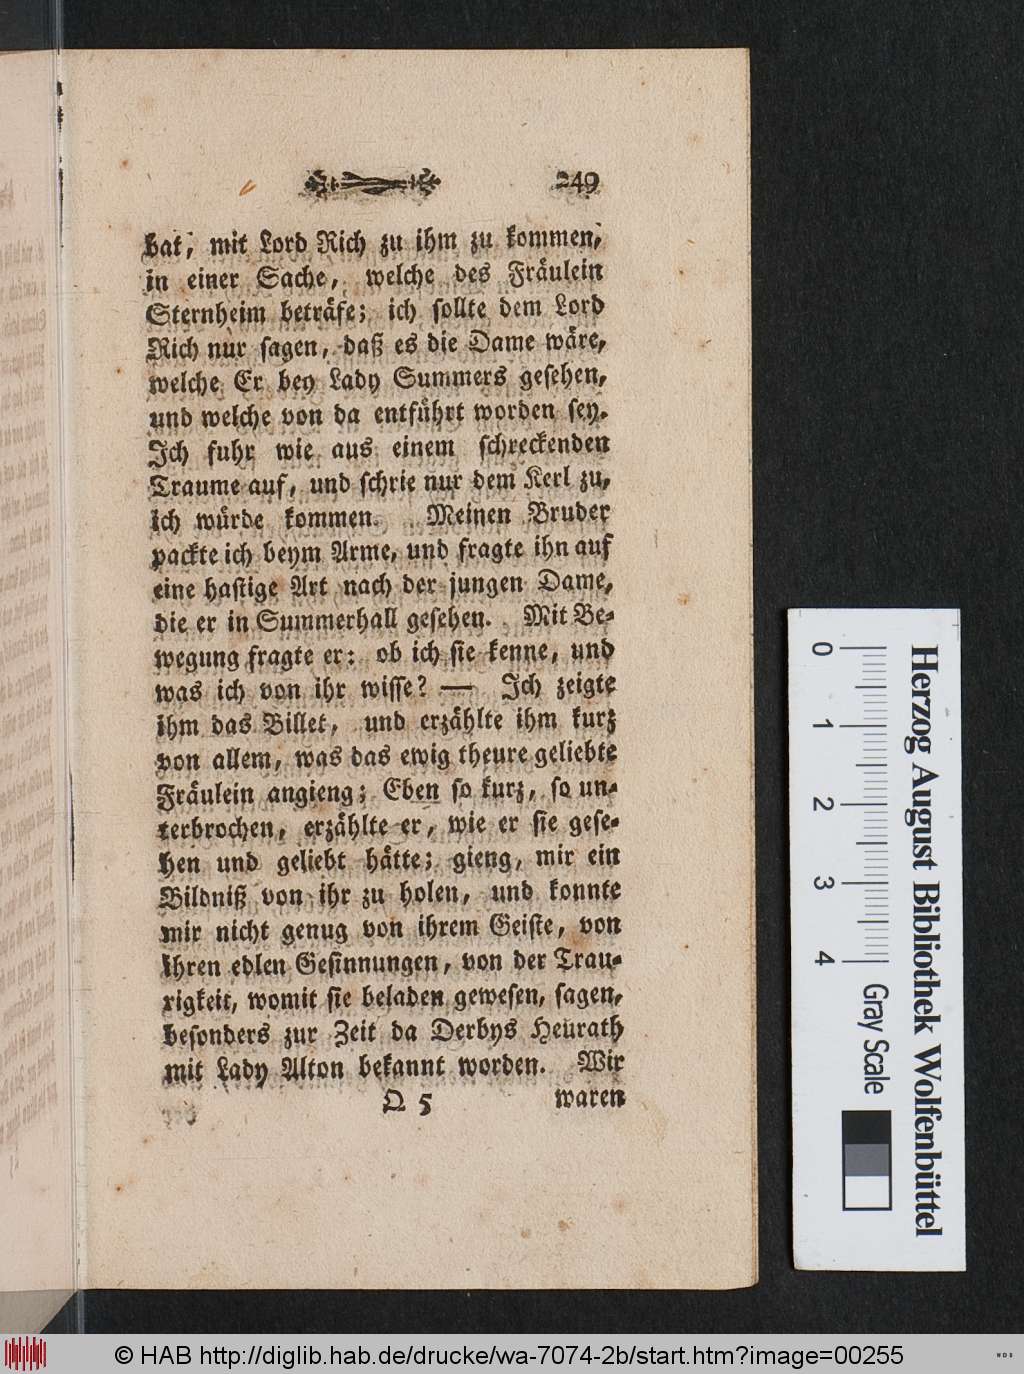 249
bat, mit Lord Rich zu ihm zu kommen,
in einer Sache, welche des Fräulein
Sternheim beträfe; ich sollte dem Lord
Rich nur sagen, daß es die Dame wäre,
welche Er bey Lady Summers gesehen,
und welche von da entführt worden sey.
Ich fuhr wie aus einem schreckenden
Traume auf, und schrie nur dem Kerl zu,
ich würde kommen. Meinen Bruder
packte ich beym Arme, und fragte ihn auf
eine hastige Art nach der jungen Dame,
die er in Summerhall gesehen. Mit Be-
wegung fragte er: ob ich sie kenne, und
was ich von ihr wisse? — Ich zeigte
ihm das Billet, und erzählte ihm kurz
von allem, was das ewig theure geliebte
Fräulein angieng; Eben so kurz, so un-
terbrochen, erzählte er, wie er sie gese-
hen und geliebt hätte; gieng, mir ein
Bildniß von ihr zu holen, und konnte
mir nicht genug von ihrem Geiste, von
ihren edlen Gesinnungen, von der Trau-
rigkeit, womit sie beladen gewesen, sagen,
besonders zur Zeit da Derbys Heurath
mit Lady Alton bekannt worden. Wir
Q 5 waren
0 1 2 3 4 Gray Scale
Herzog August Bibliothek Wolfenbüttel
© HAB http://diglib.hab.de/drucke/wa-7074-2b/start.htm?image=00255
WDB